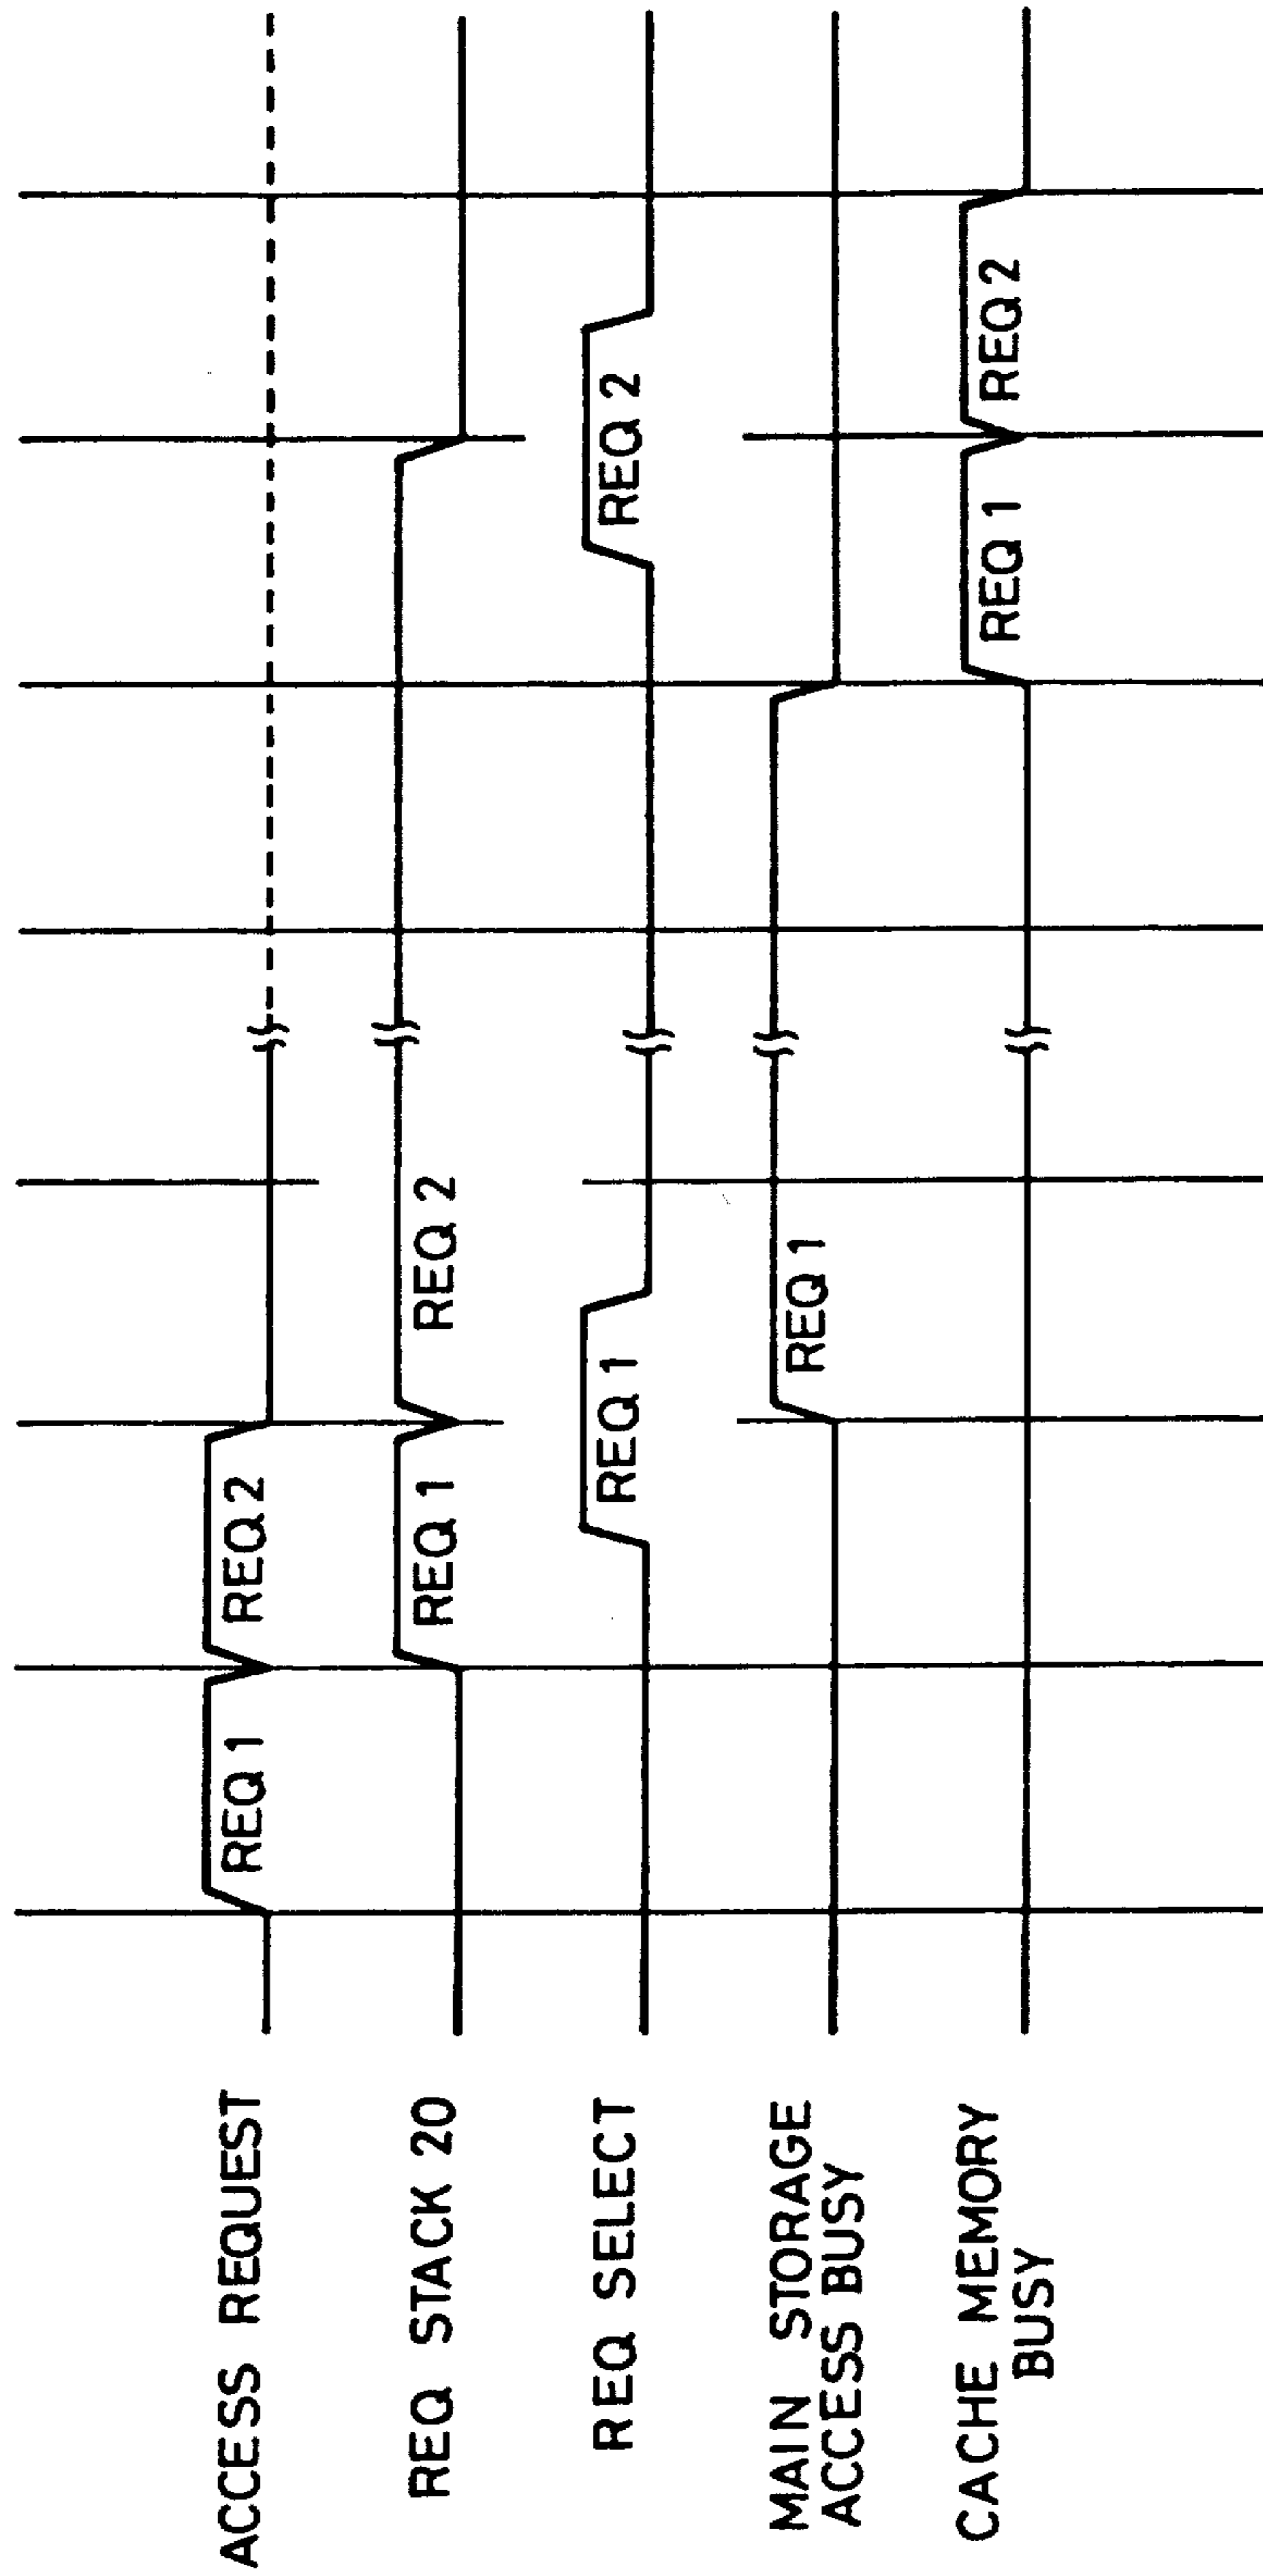 ACCESS REQUEST
REQ 1
REQ 2
REQ STACK 20
REQ 1
REQ 2
REQ SELECT
REQ 1
REQ 2
MAIN STORAGE
ACCESS BUSY
REQ 1
CACHE MEMORY
BUSY
REQ 1
REQ 2